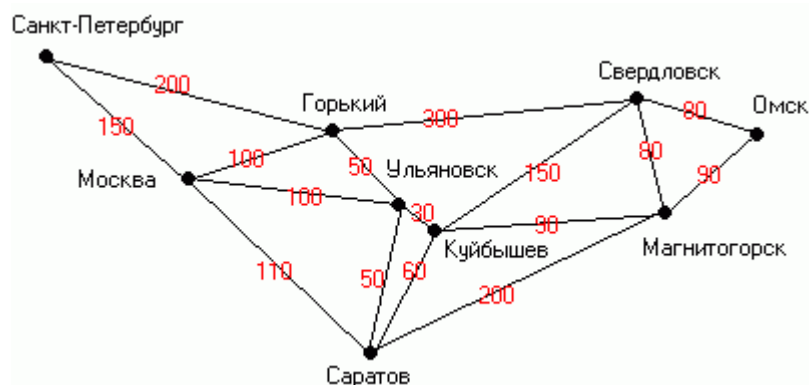 Санкт-Петербург
Свердловск
200
Горький
Омск
300
80
150
100
50
80
Ульяновск
150
90
Москва
100
30
90
Куйбышев
Магнитогорск
110
50
60
200
Саратов